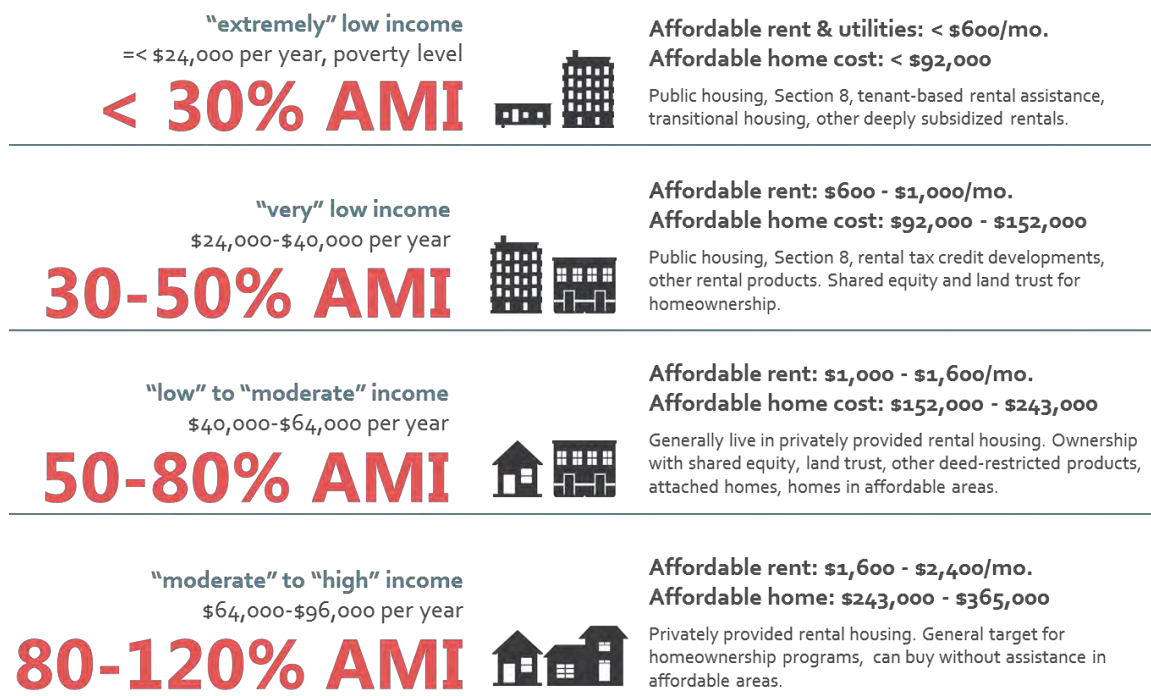 “extremely” low income
=< $24,000 per year, poverty level
< 30% AMI
Affordable rent & utilities: < $600/mo.
Affordable home cost: < $92,000
Public housing, Section 8, tenant-based rental assistance,
transitional housing, other deeply subsidized rentals.
“very” low income
$24,000-$40,000 per year
30-50% AMI
Affordable rent: $600 - $1,000/mo.
Affordable home cost: $92,000 - $152,000
Public housing, Section 8, rental tax credit developments,
other rental products. Shared equity and land trust for
homeownership.
“low” to “moderate” income
$40,000-$64,000 per year
50-80% AMI
Affordable rent: $1,000 - $1,600/mo.
Affordable home cost: $152,000 - $243,000
Generally live in privately provided rental housing. Ownership
with shared equity, land trust, other deed-restricted products,
attached homes, homes in affordable areas.
“moderate” to “high” income
$64,000-$96,000 per year
80-120% AMI
Affordable rent: $1,600 - $2,400/mo.
Affordable home: $243,000 - $365,000
Privately provided rental housing. General target for
homeownership programs, can buy without assistance in
affordable areas.